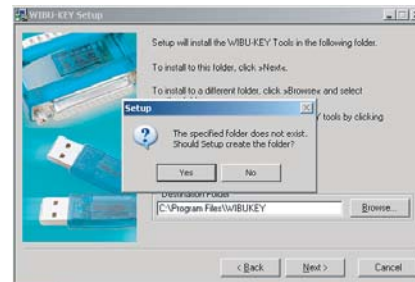 WIBU-KEY Setup
Setup will install the WIBU-KEY Tools in the following folder.
To install to this folder, click »Next«.
To install to a different folder, click »Browse« and select
Setup
The specified folder does not exist.
Should Setup create the folder?
tools by clicking
Yes No
Destination Folder
C:\Program Files\WIBUKEY
Browse...
< Back Next > Cancel